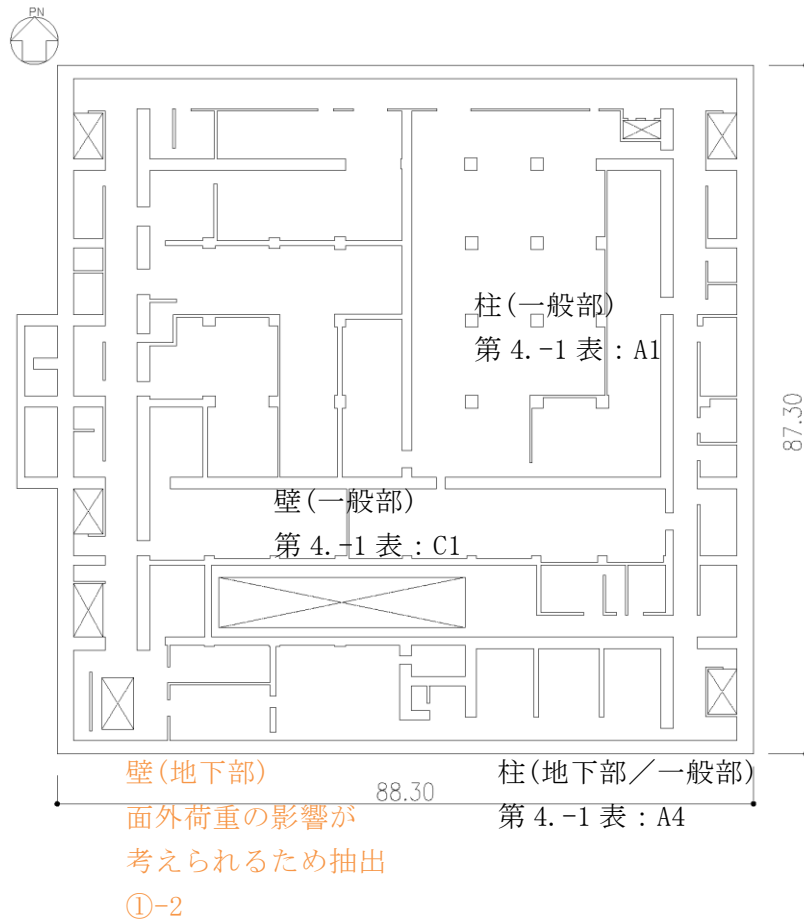 PN
柱(一般部)
第 4.-1 表：A1
87.30
壁(一般部)
第 4.-1 表：C1
壁(地下部)
面外荷重の影響が
考えられるため抽出
①-2
88.30
柱(地下部／一般部)
第 4.-1 表：A4